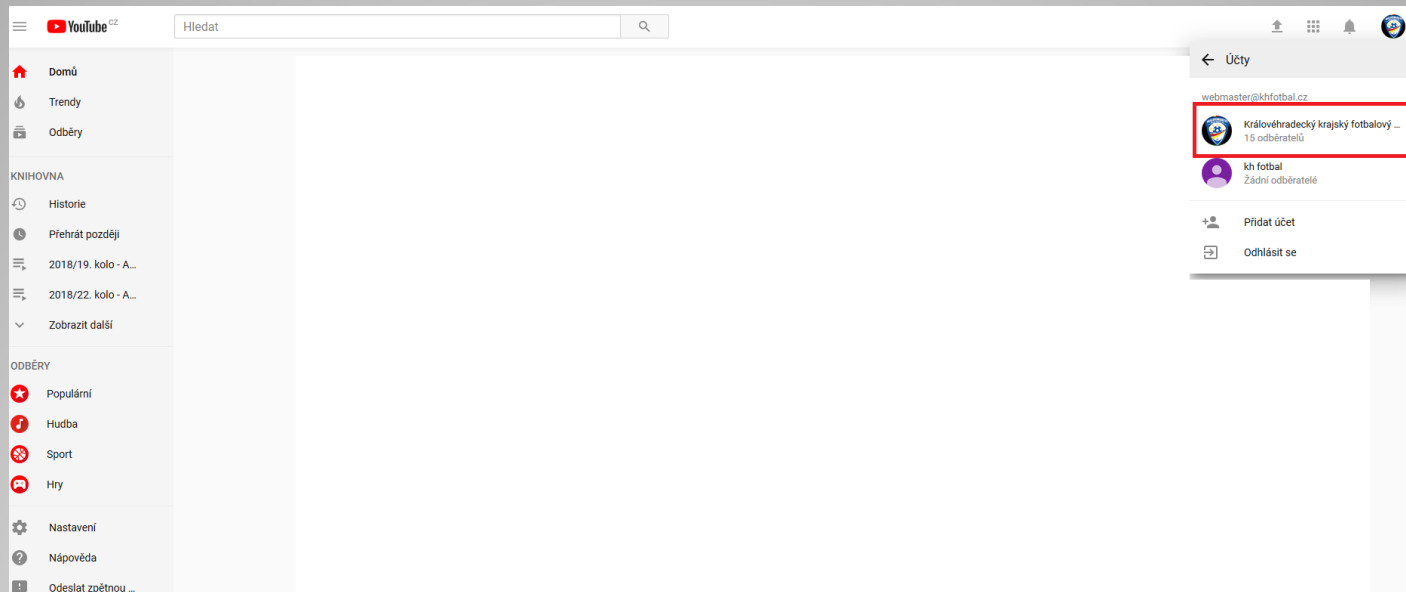 YouTube CZ
Hledat
Domů
Trendy
Odběry
KNIHOVNA
Historie
Přehrát později
2018/19. kolo - A...
2018/22. kolo - A...
Zobrazit další
ODBĚRY
Populární
Hudba
Sport
Hry
Nastavení
Nápověda
Odeslat zpětnou ...
Účty
webmaster@khfotbal.cz
Královéhradecký krajský fotbalový ...
15 odběratelů
kh fotbal
Žádní odběratelé
Přidat účet
Odhlásit se